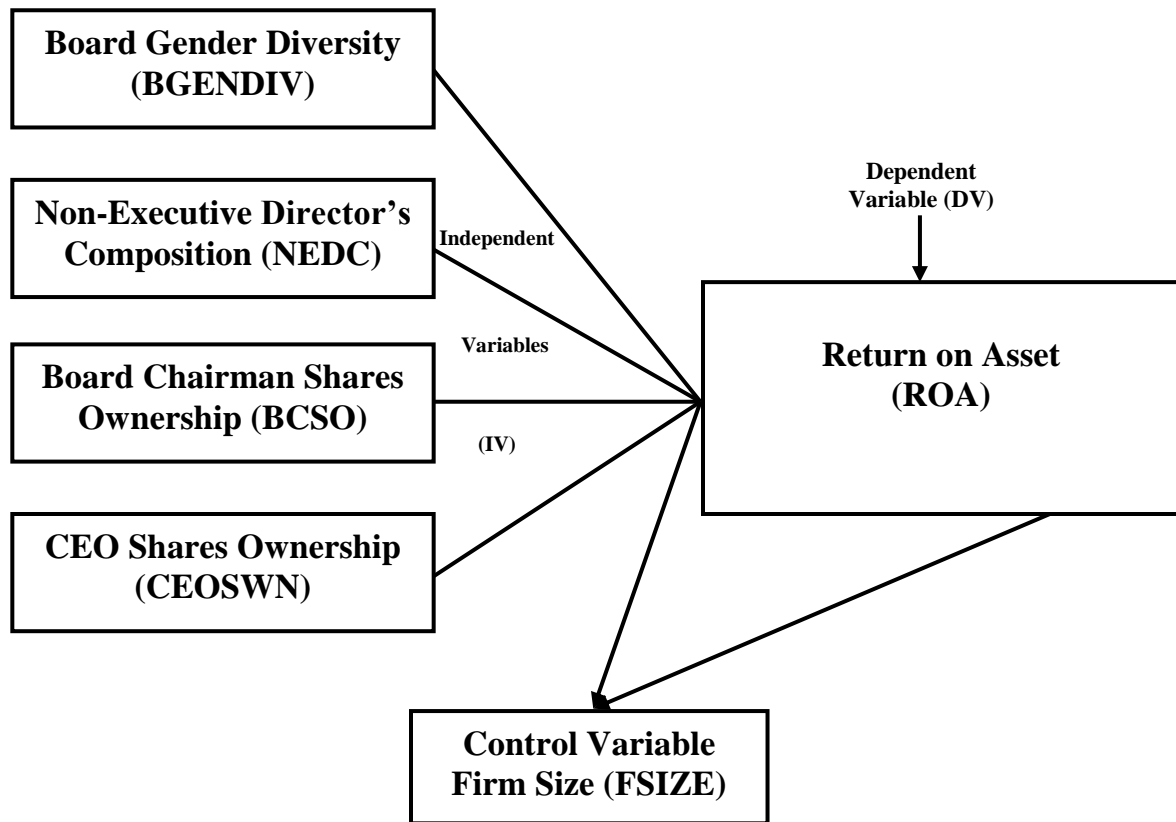 Board Gender Diversity
(BGENDIV)
Non-Executive Director’s
Composition (NEDC)
Board Chairman Shares
Ownership (BCSO)
CEO Shares Ownership
(CEOSWN)
Independent
Variables
(IV)
Dependent
Variable (DV)
Return on Asset
(ROA)
Control Variable
Firm Size (FSIZE)